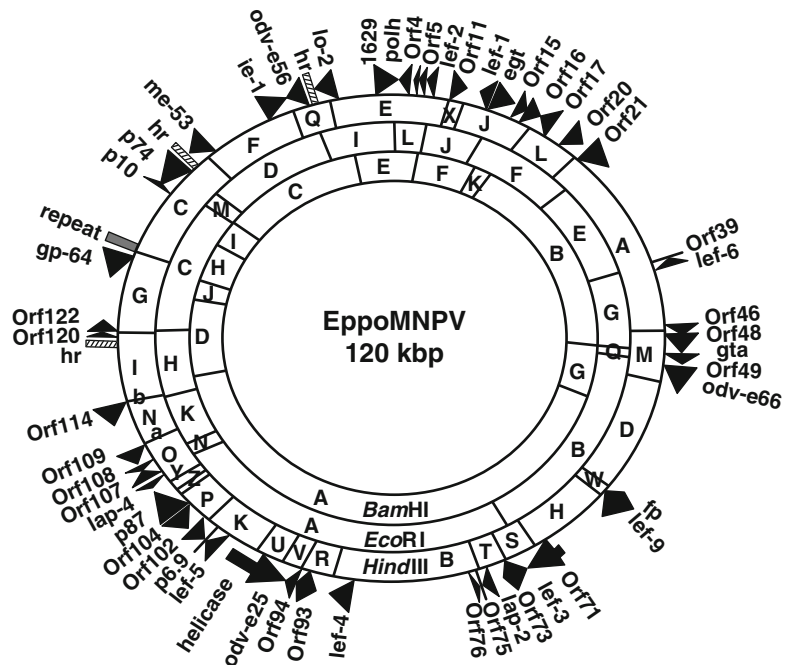 EppoMNPV
120 kbp
1629
polh
Orf4
Orf5
lef-2
Orf11
lef-1
egt
Orf15
Orf16
Orf17
Orf20
Orf21
Orf39
lef-6
Orf46
Orf48
gta
Orf49
odv-e66
fp
lef-9
Orf71
lef-3
Orf73
lap-2
Orf75
Orf76
lef-4
Orf93
Orf94
odv-e25
helicase
lef-5
p6.9
Orf102
Orf104
p87
lap-4
Orf107
Orf108
Orf109
Orf114
hr
Orf120
Orf122
gp-64
repeat
p10
p74
hr
me-53
ie-1
odv-e56
hr
lo-2
E
X
J
L
A
M
D
W
H
S
T
B
HindIII
R
V
U
K
P
Z
Y
O
N
a
b
I
G
C
F
Q
I
L
J
F
E
G
Q
B
EcoRI
A
N
K
H
C
M
D
E
F
K
B
G
BamHI
A
D
J
H
I
C